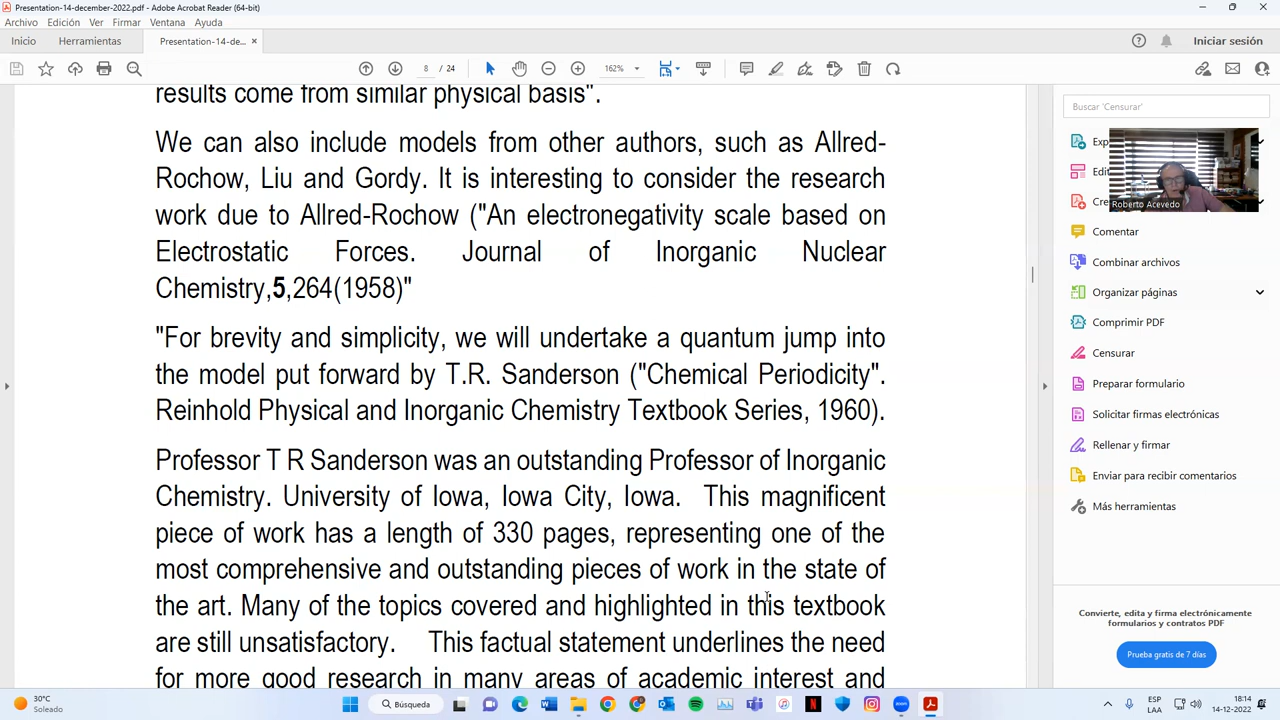 Presentation-14-december-2022.pdf - Adobe Acrobat Reader (64-bit)
Archivo Edición Ver Firmar Ventana Ayuda
Inicio Herramientas Presentation-14-de... × Iniciar sesión
8 / 24 162%
results come from similar physical basis".
We can also include models from other authors, such as Allred-
Rochow, Liu and Gordy. It is interesting to consider the research
work due to Allred-Rochow ("An electronegativity scale based on
Electrostatic Forces. Journal of Inorganic Nuclear
Chemistry,5,264(1958)"
"For brevity and simplicity, we will undertake a quantum jump into
the model put forward by T.R. Sanderson ("Chemical Periodicity".
Reinhold Physical and Inorganic Chemistry Textbook Series, 1960).
Professor T R Sanderson was an outstanding Professor of Inorganic
Chemistry. University of Iowa, Iowa City, Iowa. This magnificent
piece of work has a length of 330 pages, representing one of the
most comprehensive and outstanding pieces of work in the state of
the art. Many of the topics covered and highlighted in this textbook
are still unsatisfactory. This factual statement underlines the need
for more good research in many areas of academic interest and
Buscar 'Censurar'
Exp
Edit
Cre
Roberto Acevedo
Comentar
Combinar archivos
Organizar páginas
Comprimir PDF
Censurar
Preparar formulario
Solicitar firmas electrónicas
Rellenar y firmar
Enviar para recibir comentarios
Más herramientas
Convierte, edita y firma electrónicamente
formularios y contratos PDF
Prueba gratis de 7 días
30°C
Soleado
Búsqueda
ESP
LAA
18:14
14-12-2022